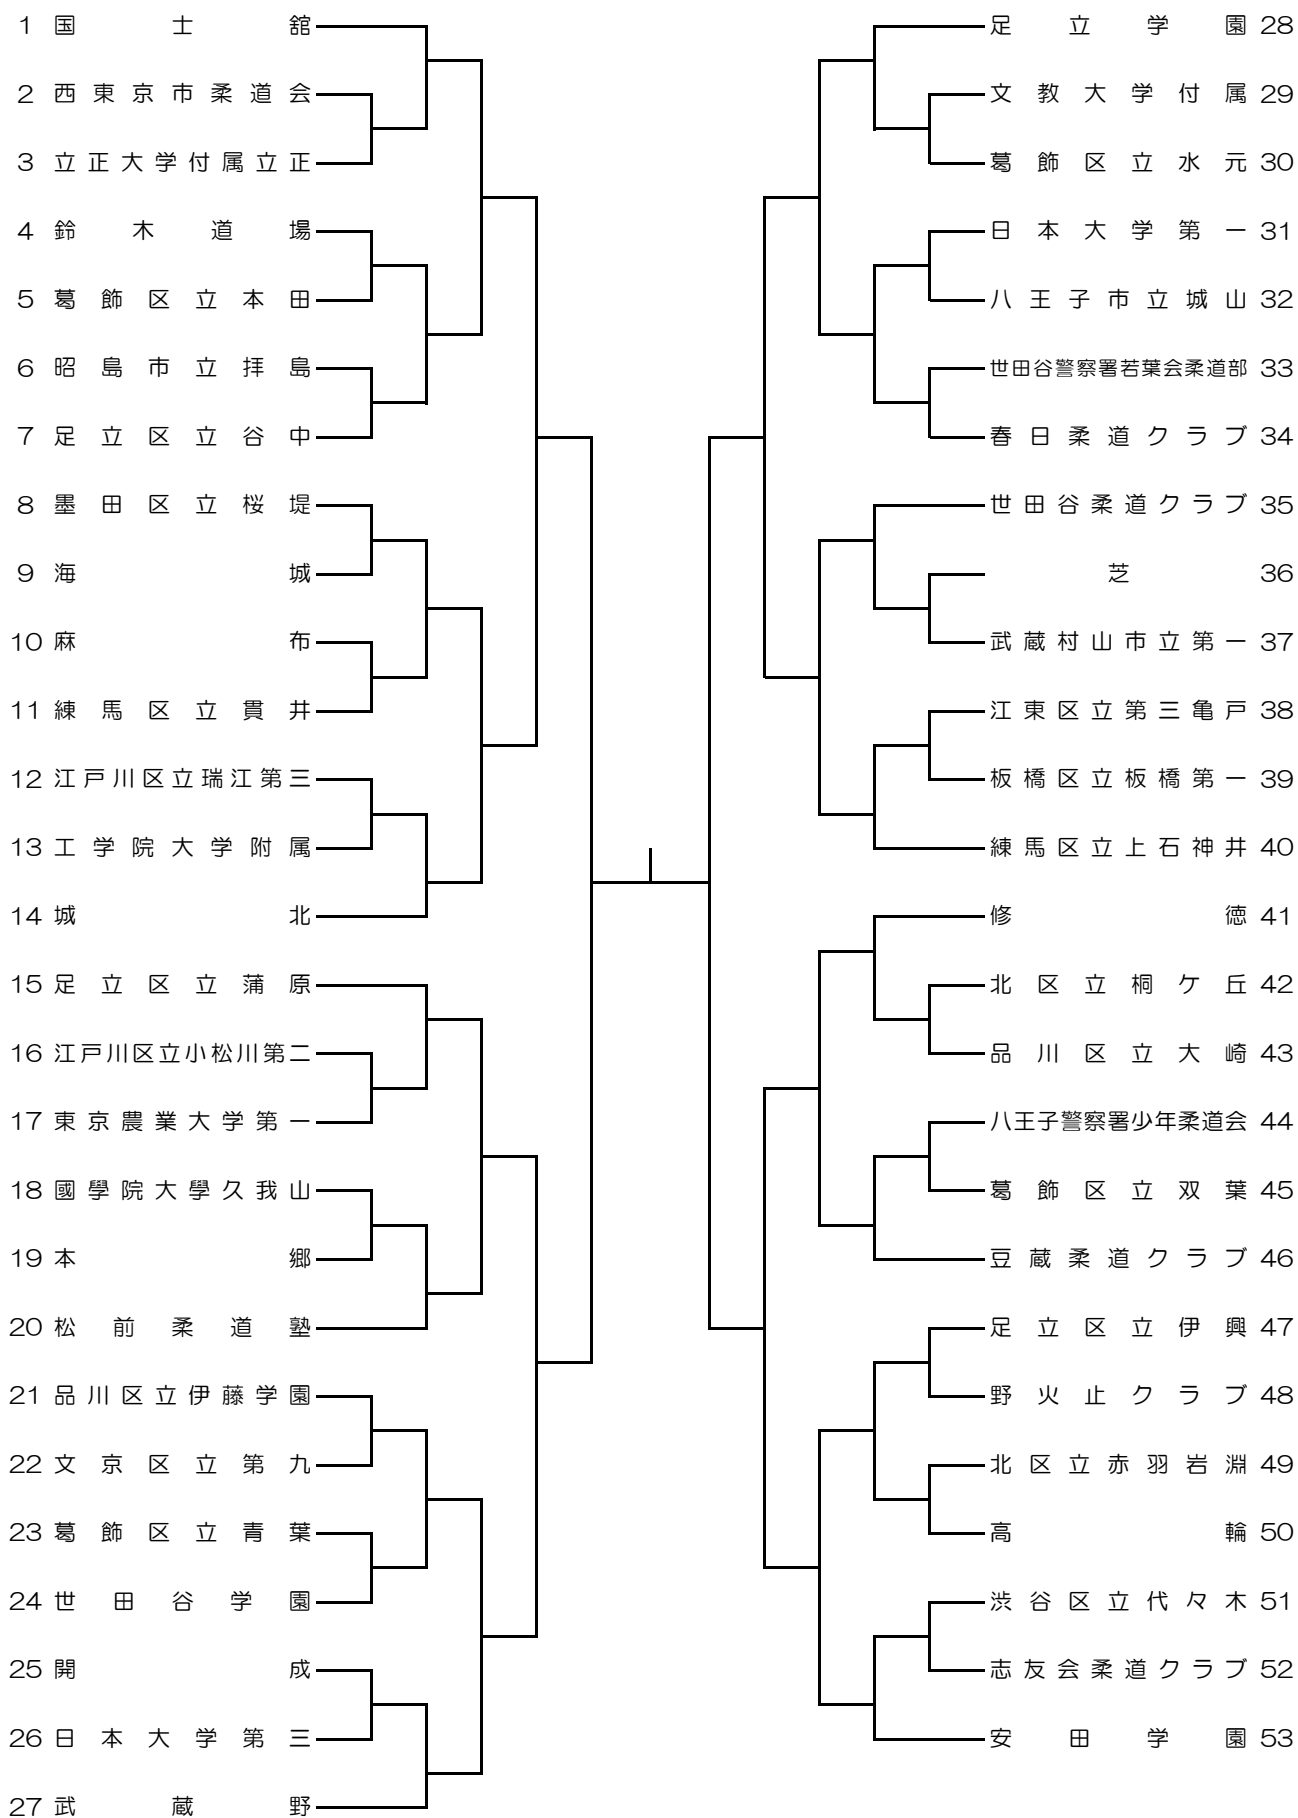 1 国士舘
2 西東京市柔道会
3 立正大学付属立正
4 鈴木道場
5 葛飾区立本田
6 昭島市立拝島
7 足立区立谷中
8 墨田区立桜堤
9 海城
10 麻布
11 練馬区立貫井
12 江戸川区立瑞江第三
13 工学院大学附属
14 城北
15 足立区立蒲原
16 江戸川区立小松川第二
17 東京農業大学第一
18 國學院大學久我山
19 本郷
20 松前柔道塾
21 品川区立伊藤学園
22 文京区立第九
23 葛飾区立青葉
24 世田谷学園
25 開成
26 日本大学第三
27 武蔵野
足立学園 28
文教大学付属 29
葛飾区立水元 30
日本大学第一 31
八王子市立城山 32
世田谷警察署若葉会柔道部 33
春日柔道クラブ 34
世田谷柔道クラブ 35
芝 36
武蔵村山市立第一 37
江東区立第三亀戸 38
板橋区立板橋第一 39
練馬区立上石神井 40
修徳 41
北区立桐ケ丘 42
品川区立大崎 43
八王子警察署少年柔道会 44
葛飾区立双葉 45
豆蔵柔道クラブ 46
足立区立伊興 47
野火止クラブ 48
北区立赤羽岩淵 49
高輪 50
渋谷区立代々木 51
志友会柔道クラブ 52
安田学園 53